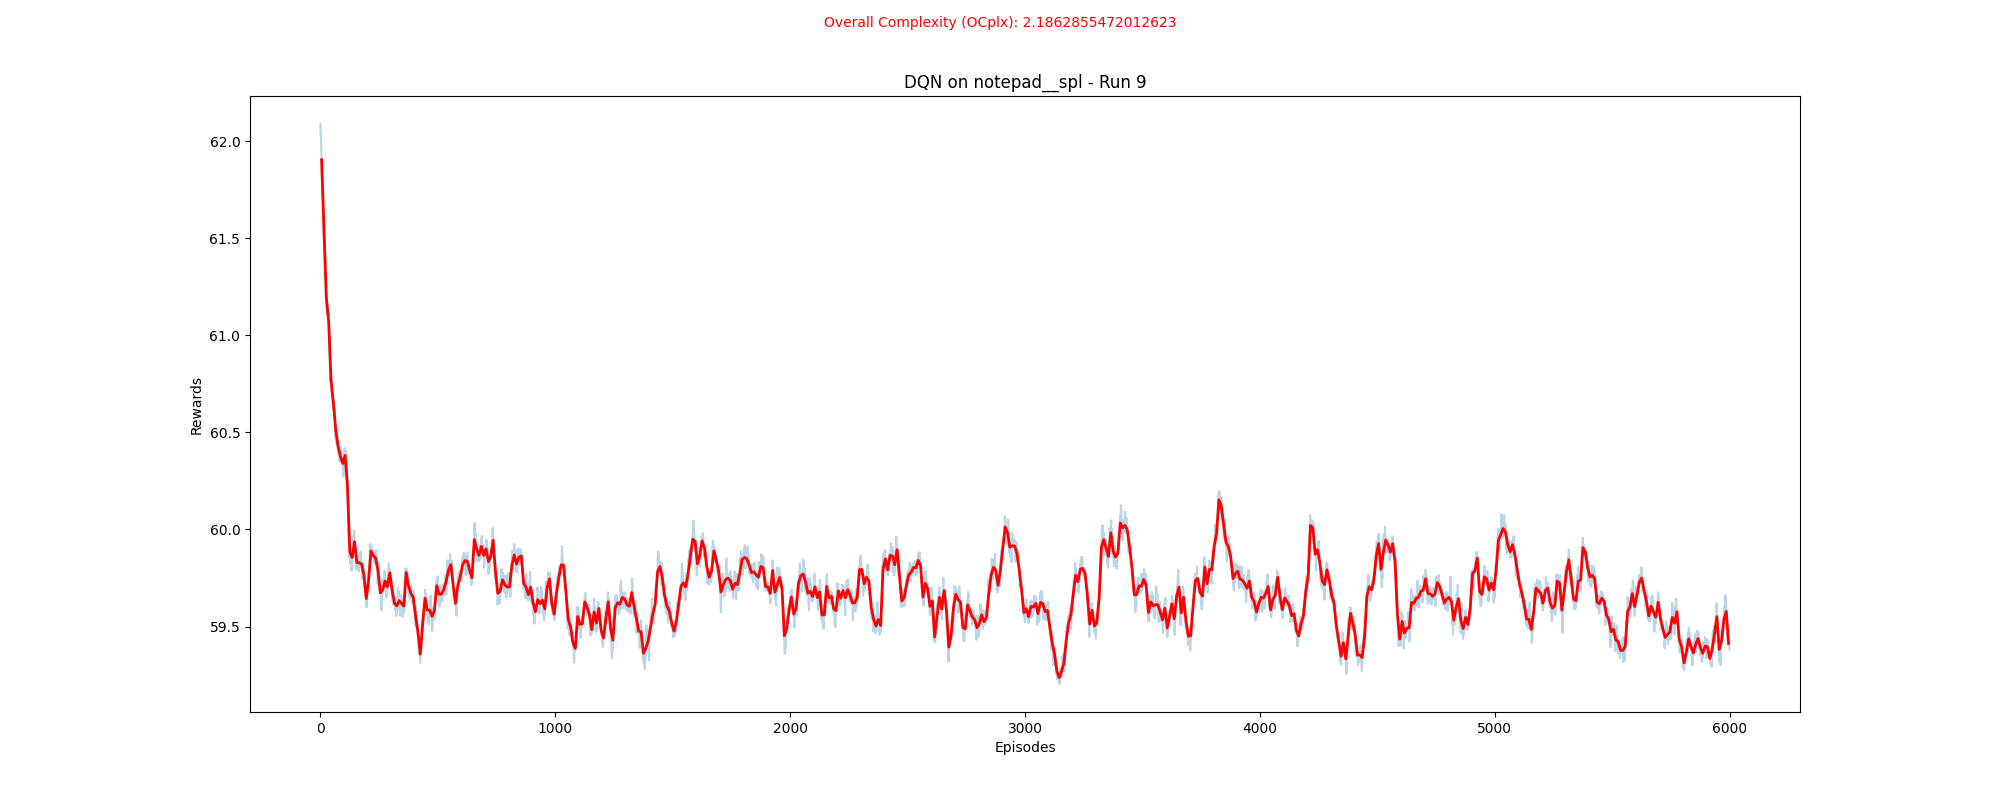 Overall Complexity (OCplx): 2.1862855472012623
DQN on notepad__spl - Run 9
62.0
61.5
61.0
60.5
60.0
59.5
Rewards
0 1000 2000 3000 4000 5000 6000
Episodes